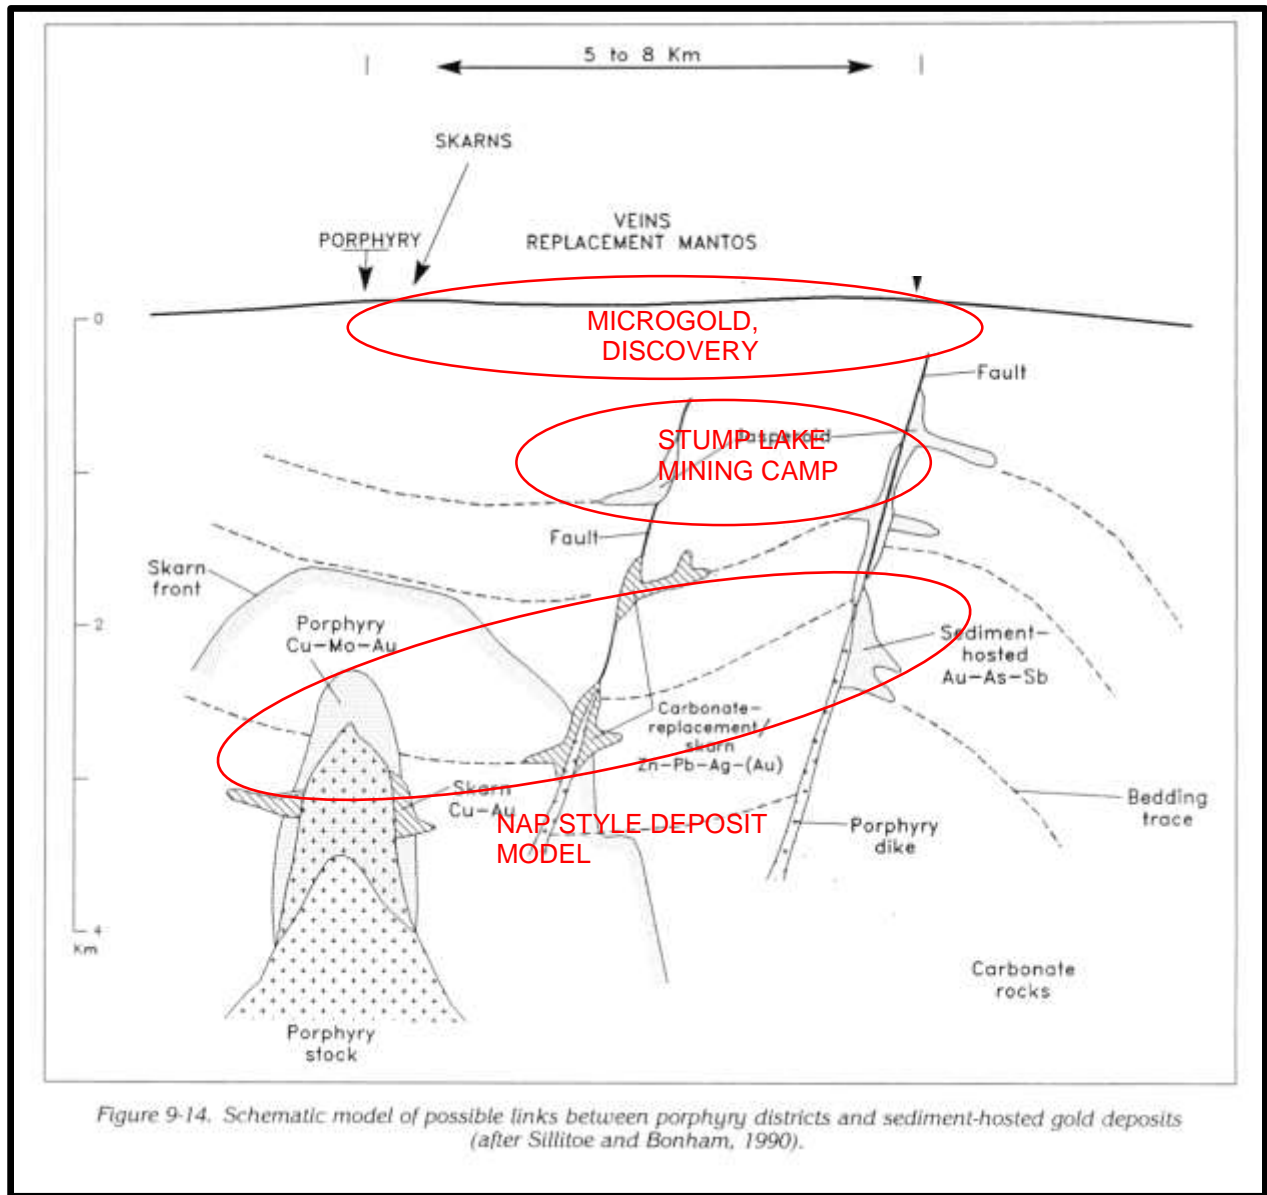 5 to 8 Km
SKARNS
VEINS
REPLACEMENT MANTOS
PORPHYRY
0
MICROGOLD,
DISCOVERY
Fault
STUMP LAKE
MINING CAMP
Fault
Skarn
front
Porphyry
Cu-Mo-Au
2
Sediment-
hosted
Au-As-Sb
Carbonate-
replacement/
skarn
Zn-Pb-Ag-(Au)
Skarn
Cu-Au
NAP STYLE DEPOSIT
MODEL
Bedding
trace
Porphyry
dike
4
Km
Carbonate
rocks
Porphyry
stock
Figure 9-14. Schematic model of possible links between porphyry districts and sediment-hosted gold deposits
(after Sillitoe and Bonham, 1990).